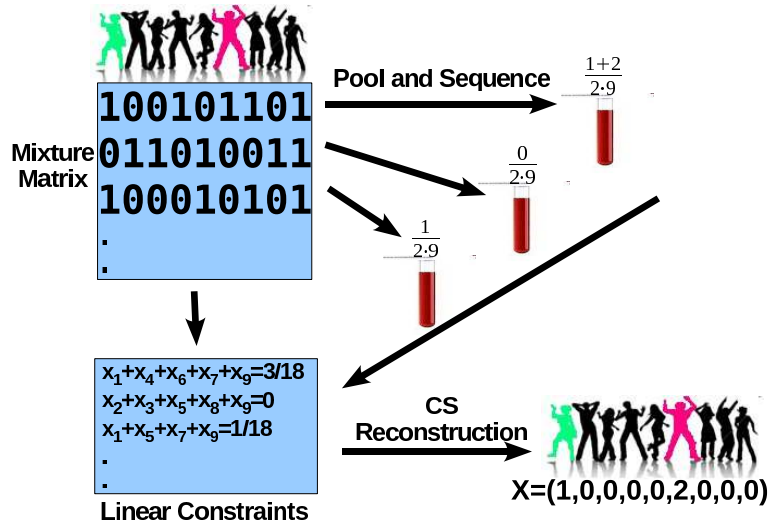 Pool and Sequence
1+2
2·9
100101101
Mixture
Matrix
011010011
0
2·9
100010101
.
.
1
2·9
x₁+x₄+x₆+x₇+x₉=3/18
x₂+x₃+x₅+x₈+x₉=0
x₁+x₅+x₇+x₉=1/18
.
.
Linear Constraints
CS
Reconstruction
X=(1,0,0,0,0,2,0,0,0)